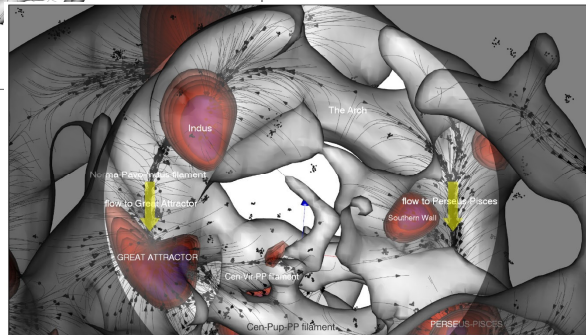 Indus
The Arch
Norma-Pavo-Indus filament
flow to Great Attractor
flow to Perseus-Pisces
Southern Wall
GREAT ATTRACTOR
Cen-Vir-PP filament
Cen-Pup-PP filament
PERSEUS-PISCES